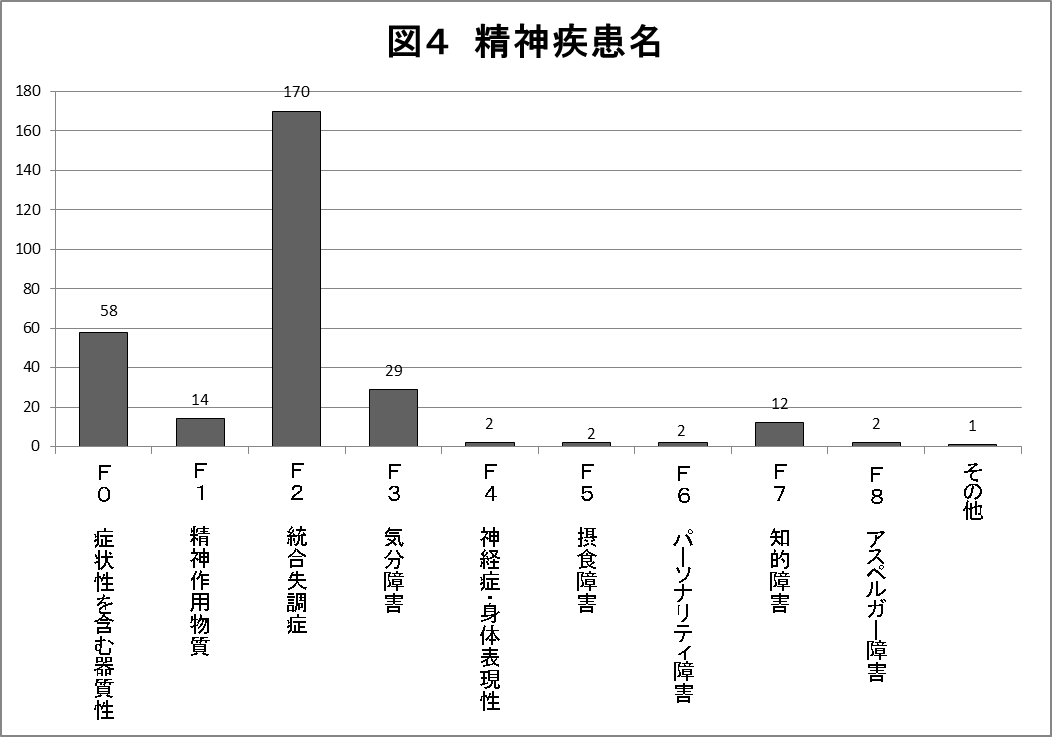 図４　精神疾患名
180
160
140
120
100
80
60
40
20
0
58
14
170
29
2
2
2
12
2
1
F０　症状性を含む器質性
F１　精神作用物質
F２　統合失調症
F３　気分障害
F４　神経症・身体表現性
F５　摂食障害
F６　パーソナリティ障害
F７　知的障害
F８　アスペルガー障害
その他